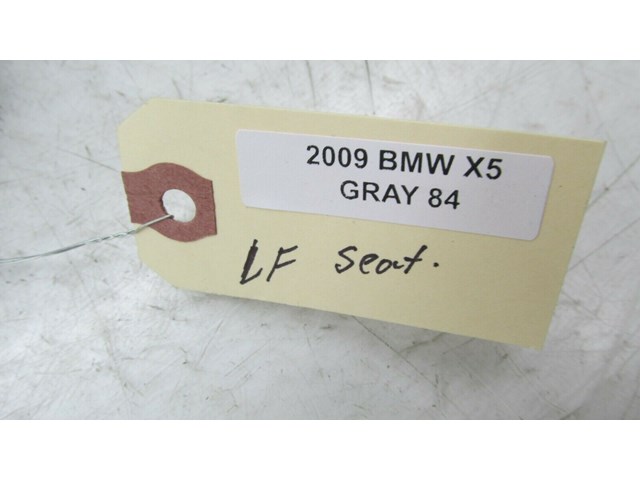 2009 BMW X5
GRAY 84
LF seat.